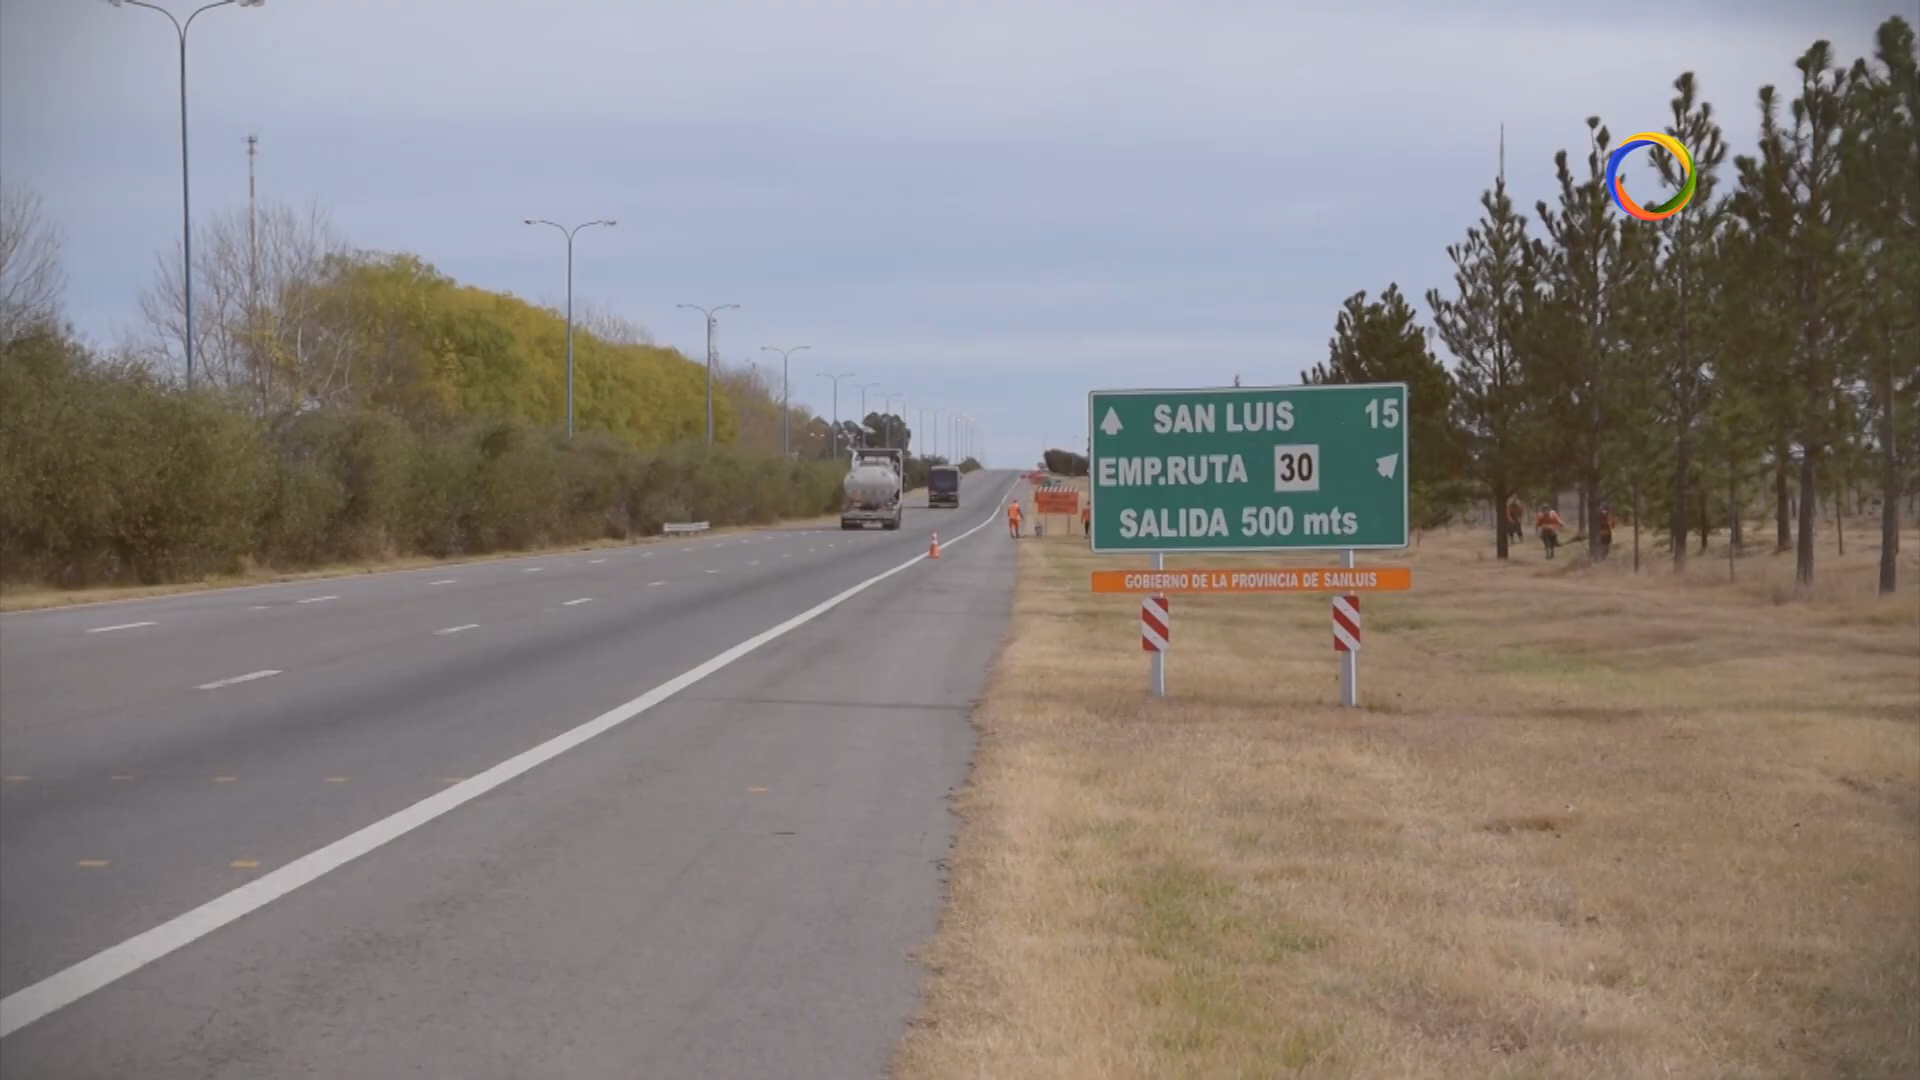 SAN LUIS 15
EMP.RUTA 30
SALIDA 500 mts
GOBIERNO DE LA PROVINCIA DE SANLUIS